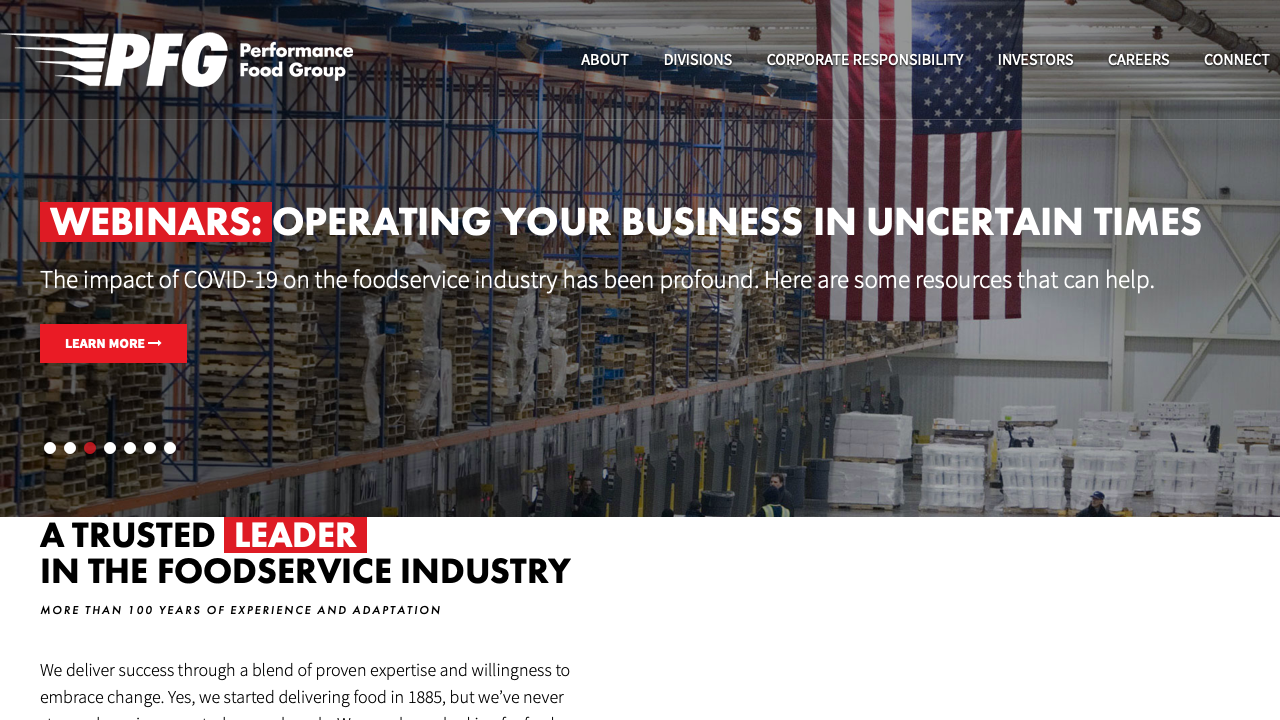 PFG Performance
Food Group
ABOUT DIVISIONS CORPORATE RESPONSIBILITY INVESTORS CAREERS CONNECT
WEBINARS: OPERATING YOUR BUSINESS IN UNCERTAIN TIMES
The impact of COVID-19 on the foodservice industry has been profound. Here are some resources that can help.
LEARN MORE →
A TRUSTED LEADER
IN THE FOODSERVICE INDUSTRY
MORE THAN 100 YEARS OF EXPERIENCE AND ADAPTATION
We deliver success through a blend of proven expertise and willingness to
embrace change. Yes, we started delivering food in 1885, but we’ve never